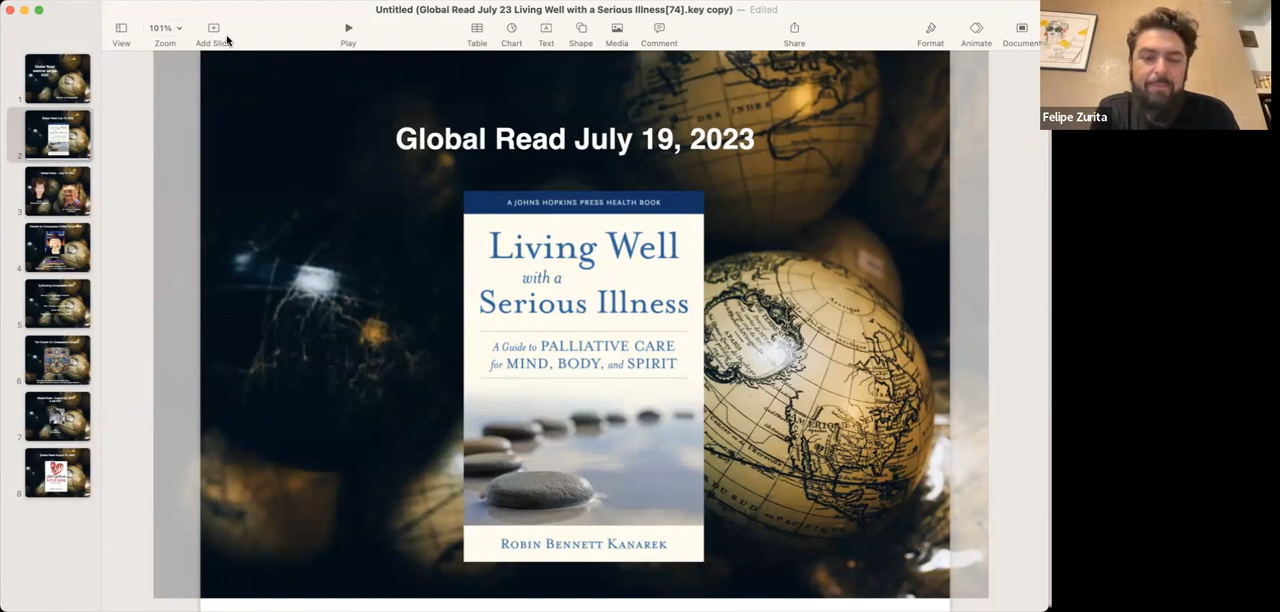 Untitled (Global Read July 23 Living Well with a Serious Illness[74].key copy) — Edited
101%
View
Zoom
Add Slide
Play
Table
Chart
Text
Shape
Media
Comment
Share
Format
Animate
Document
Felipe Zurita
1
2
3
4
5
6
7
8
Global Read July 19, 2023
A JOHNS HOPKINS PRESS HEALTH BOOK
Living Well
with a
Serious Illness
A Guide to PALLIATIVE CARE
for MIND, BODY, and SPIRIT
ROBIN BENNETT KANAREK